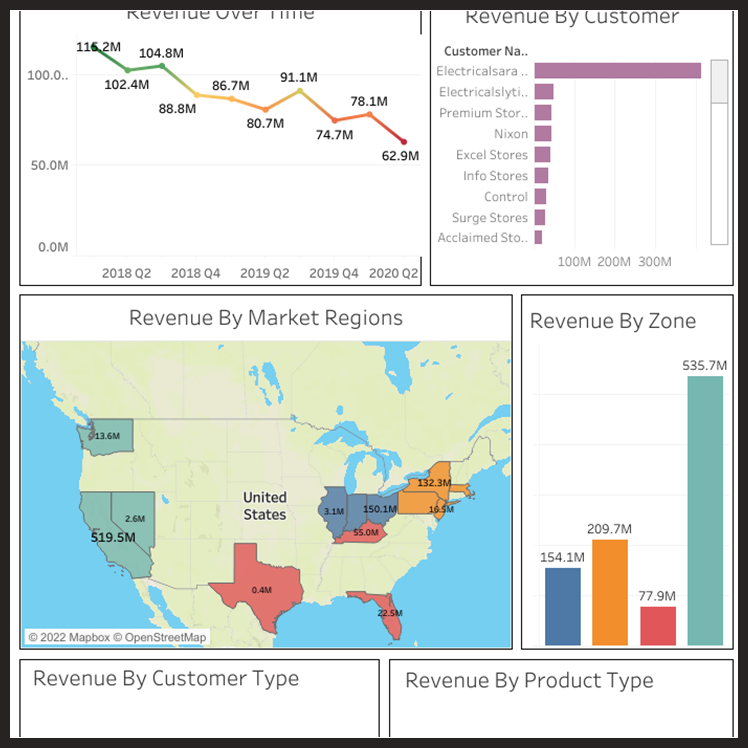 Revenue Over Time
115.2M
104.8M
102.4M
88.8M
86.7M
80.7M
91.1M
74.7M
78.1M
62.9M
100.0..
50.0M
0.0M
2018 Q2
2018 Q4
2019 Q2
2019 Q4
2020 Q2
Revenue By Customer
Customer Na..
Electricalsara ..
Electricalslyti..
Premium Stor..
Nixon
Excel Stores
Info Stores
Control
Surge Stores
Acclaimed Sto..
100M 200M 300M
Revenue By Market Regions
13.6M
2.6M
519.5M
United
States
3.1M
150.1M
132.3M
16.5M
55.0M
0.4M
22.5M
© 2022 Mapbox © OpenStreetMap
Revenue By Zone
535.7M
209.7M
154.1M
77.9M
Revenue By Customer Type
Revenue By Product Type